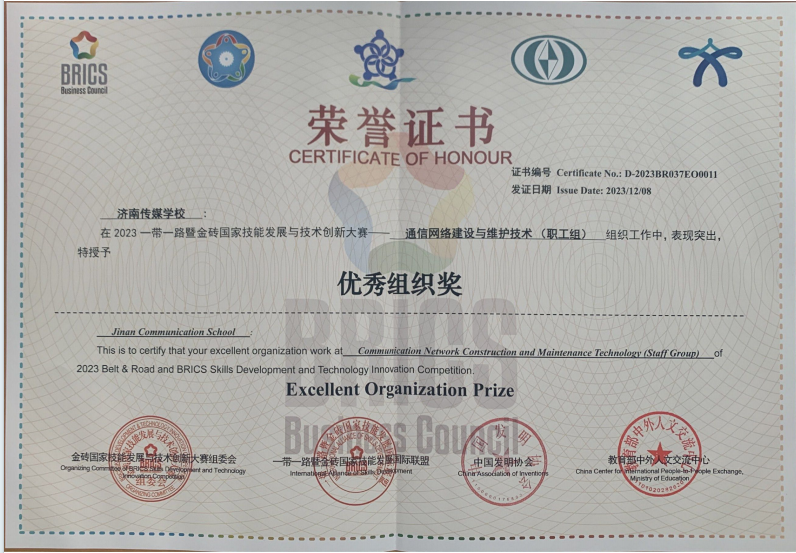 BRICS
Business Council
荣誉证书
CERTIFICATE OF HONOUR
证书编号 Certificate No.: D-2023BR037EO0011
发证日期 Issue Date: 2023/12/08
济南传媒学校 :
在 2023 一带一路暨金砖国家技能发展与技术创新大赛—— 通信网络建设与维护技术 （职工组） 组织工作中，表现突出，
特授予
优秀组织奖
Jinan Communication School :
This is to certify that your excellent organization work at Communication Network Construction and Maintenance Technology (Staff Group) of
2023 Belt & Road and BRICS Skills Development and Technology Innovation Competition.
Excellent Organization Prize
BRICS
Business Council
金砖国家技能发展与技术创新大赛组委会
Organizing Committee of BRICS Skills Development and Technology
Innovation Competition
一带一路暨金砖国家技能发展国际联盟
International Alliance of Skills Development
中国发明协会
China Association of Inventions
教育部中外人文交流中心
China Center for International People-to-People Exchange,
Ministry of Education